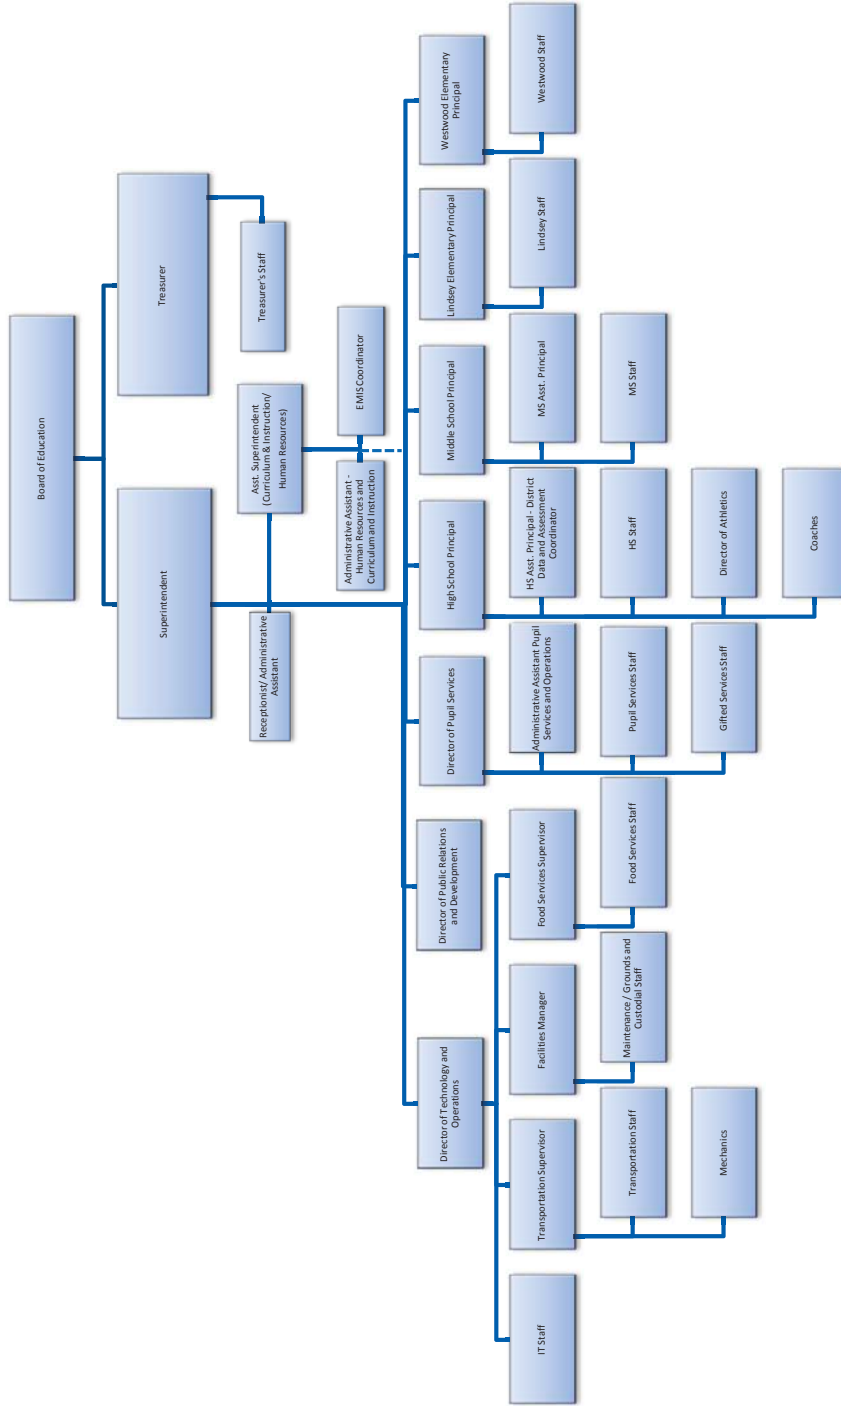 Board of Education
Superintendent
Treasurer
Receptionist/ Administrative
Assistant
Asst. Superintendent
(Curriculum & Instruction/
Human Resources)
Treasurer's Staff
Administrative Assistant -
Human Resources and
Curriculum and Instruction
EMIS Coordinator
Director of Technology and
Operations
Director of Public Relations
and Development
Director of Pupil Services
High School Principal
Middle School Principal
Lindsey Elementary Principal
Westwood Elementary
Principal
IT Staff
Transportation Supervisor
Facilities Manager
Food Services Supervisor
Administrative Assistant Pupil
Services and Operations
HS Asst. Principal - District
Data and Assessment
Coordinator
MS Asst. Principal
Lindsey Staff
Westwood Staff
Transportation Staff
Maintenance / Grounds and
Custodial Staff
Food Services Staff
Pupil Services Staff
HS Staff
MS Staff
Mechanics
Gifted Services Staff
Director of Athletics
Coaches